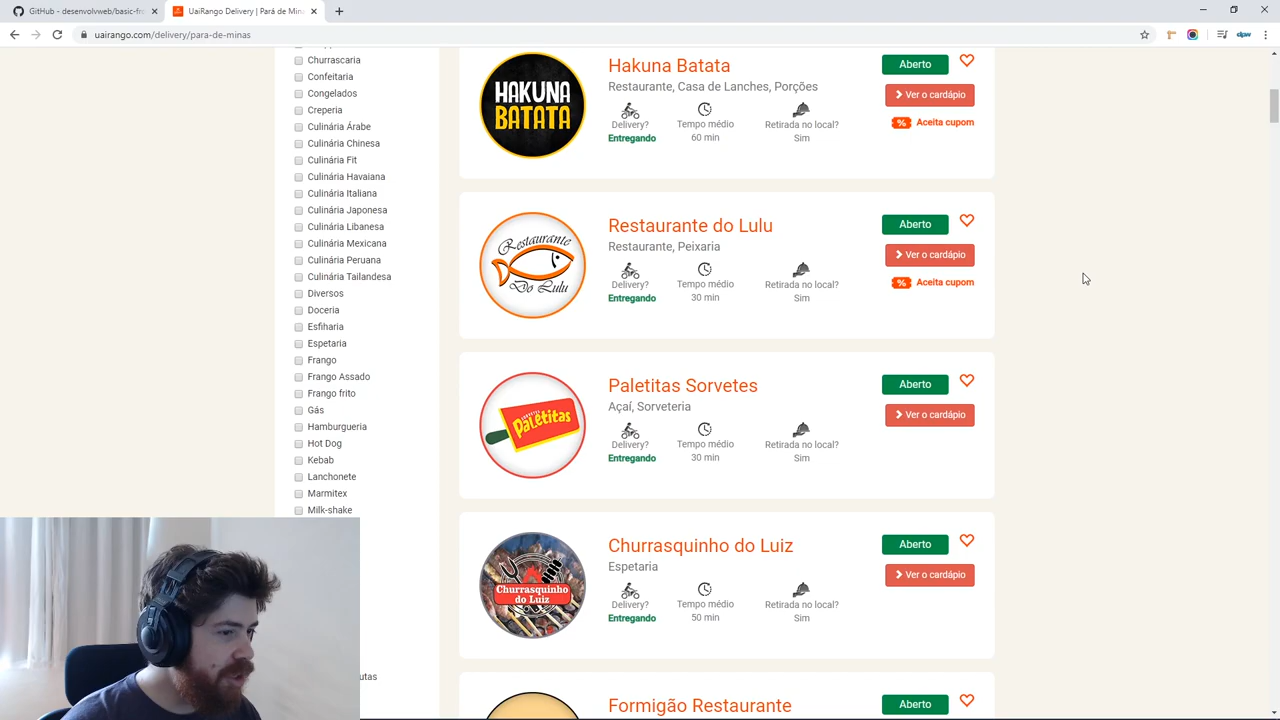 GitHub - desenolvweb/basic-fro
UaiRango Delivery | Pará de Min
uairango.com/delivery/para-de-minas
dpw
Churrascaria
Confeitaria
Congelados
Creperia
Culinária Árabe
Culinária Chinesa
Culinária Fit
Culinária Havaiana
Culinária Italiana
Culinária Japonesa
Culinária Libanesa
Culinária Mexicana
Culinária Peruana
Culinária Tailandesa
Diversos
Doceria
Esfiharia
Espetaria
Frango
Frango Assado
Frango frito
Gás
Hamburgueria
Hot Dog
Kebab
Lanchonete
Marmitex
Milk-shake
utas
HAKUNA
BATATA
Hakuna Batata
Restaurante, Casa de Lanches, Porções
Delivery? Tempo médio Retirada no local?
Entregando 60 min Sim
Aberto
Ver o cardápio
% Aceita cupom
Restaurante
Do Lulu
Restaurante do Lulu
Restaurante, Peixaria
Delivery? Tempo médio Retirada no local?
Entregando 30 min Sim
Aberto
Ver o cardápio
% Aceita cupom
Paletitas
Paletitas Sorvetes
Açaí, Sorveteria
Delivery? Tempo médio Retirada no local?
Entregando 30 min Sim
Aberto
Ver o cardápio
Churrasquinho
do Luiz
Churrasquinho do Luiz
Espetaria
Delivery? Tempo médio Retirada no local?
Entregando 50 min Sim
Aberto
Ver o cardápio
Formigão Restaurante
Aberto